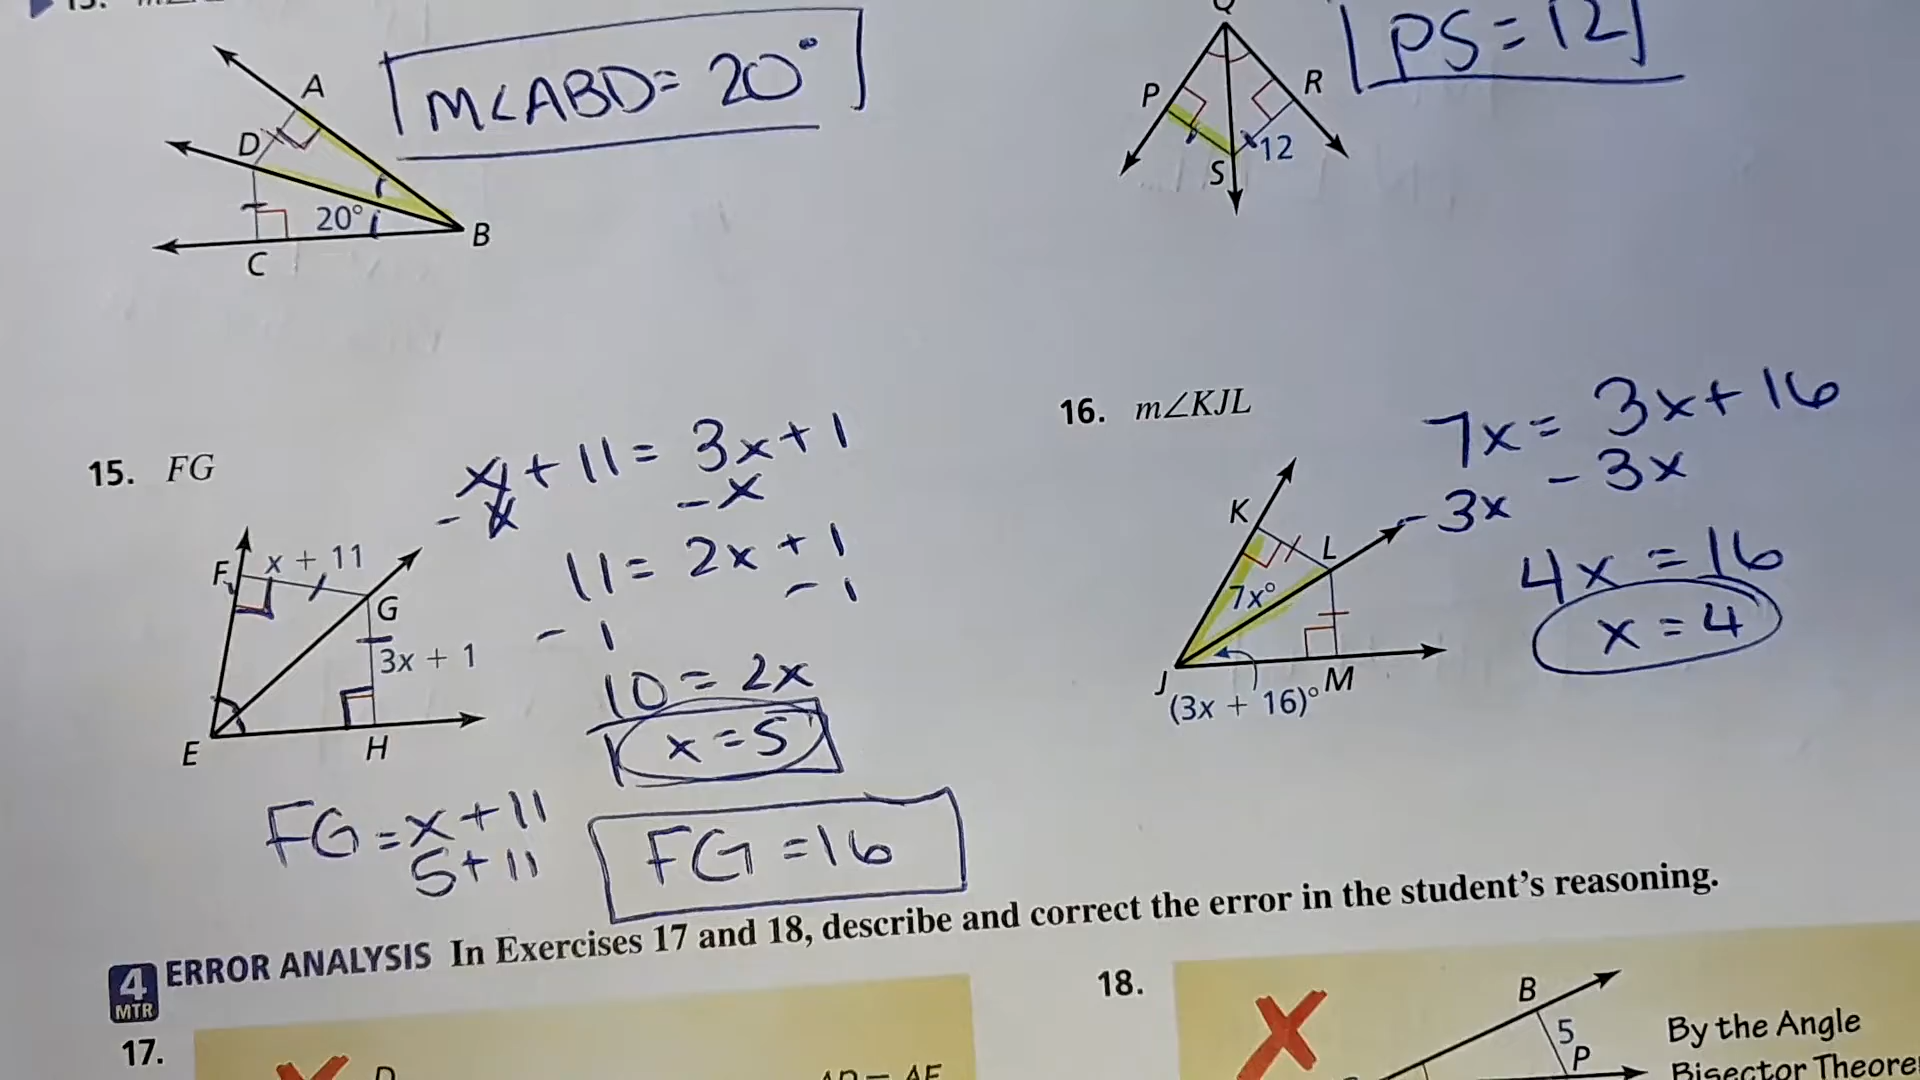 13.
A
D
20°
B
C
m<ABD= 20°
Q
P
R
S
12
PS=12
15. FG
F
x + 11
G
3x + 1
E
H
x + 11 = 3x + 1
- x - x
11 = 2x + 1
- 1 - 1
10 = 2x
x = 5
FG = x + 11
5 + 11
FG = 16
16. m∠KJL
K
L
7x°
J
M
(3x + 16)°
7x = 3x + 16
-3x - 3x
4x = 16
x = 4
4 MTR
ERROR ANALYSIS In Exercises 17 and 18, describe and correct the error in the student's reasoning.
17.
D
18.
B
5
P
By the Angle
Bisector